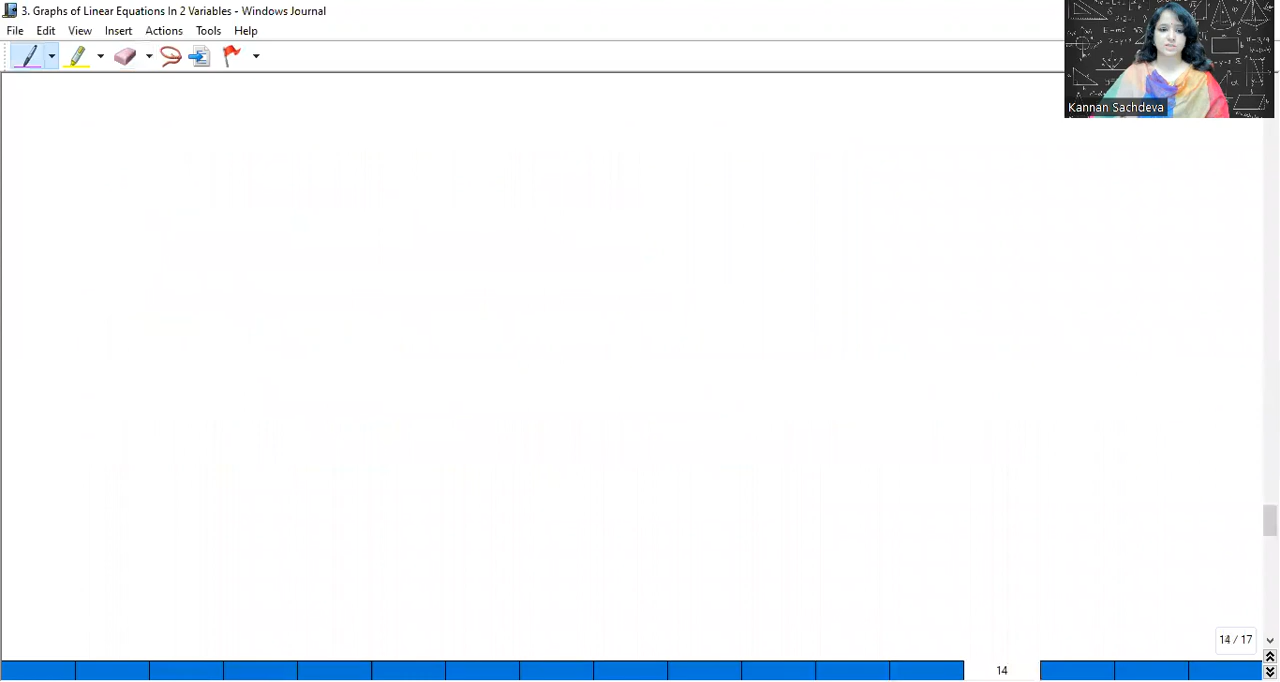 3. Graphs of Linear Equations In 2 Variables - Windows Journal
File Edit View Insert Actions Tools Help
Kannan Sachdeva
14 / 17
14